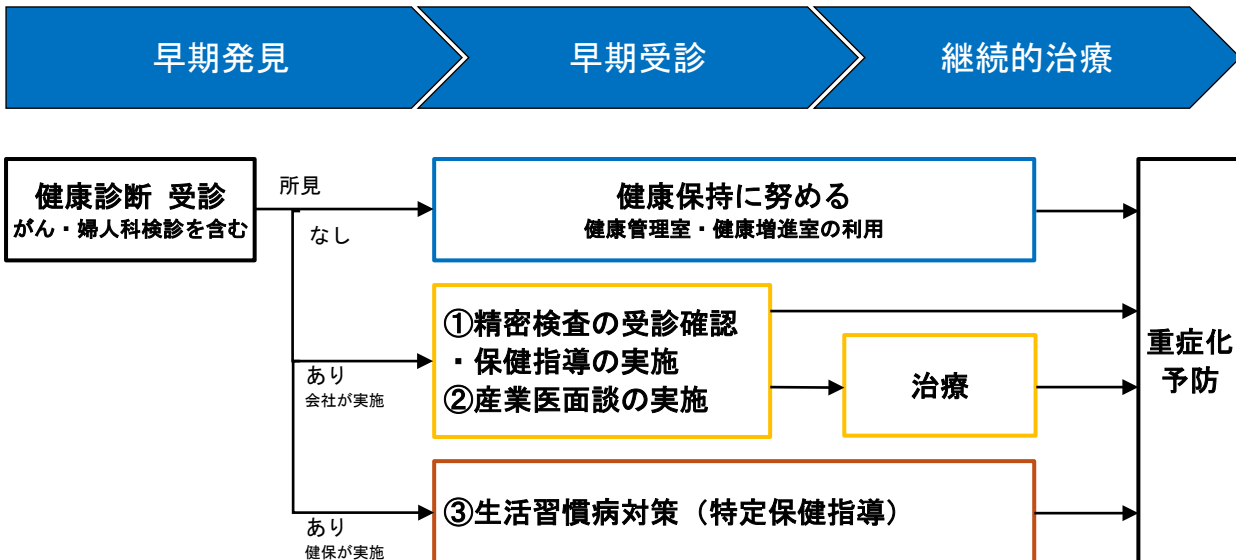 早期発見
早期受診
継続的治療
健康診断 受診
がん・婦人科検診を含む
所見
なし
健康保持に努める
健康管理室・健康増進室の利用
あり
会社が実施
①精密検査の受診確認
・保健指導の実施
②産業医面談の実施
治療
重症化
予防
あり
健保が実施
③生活習慣病対策（特定保健指導）